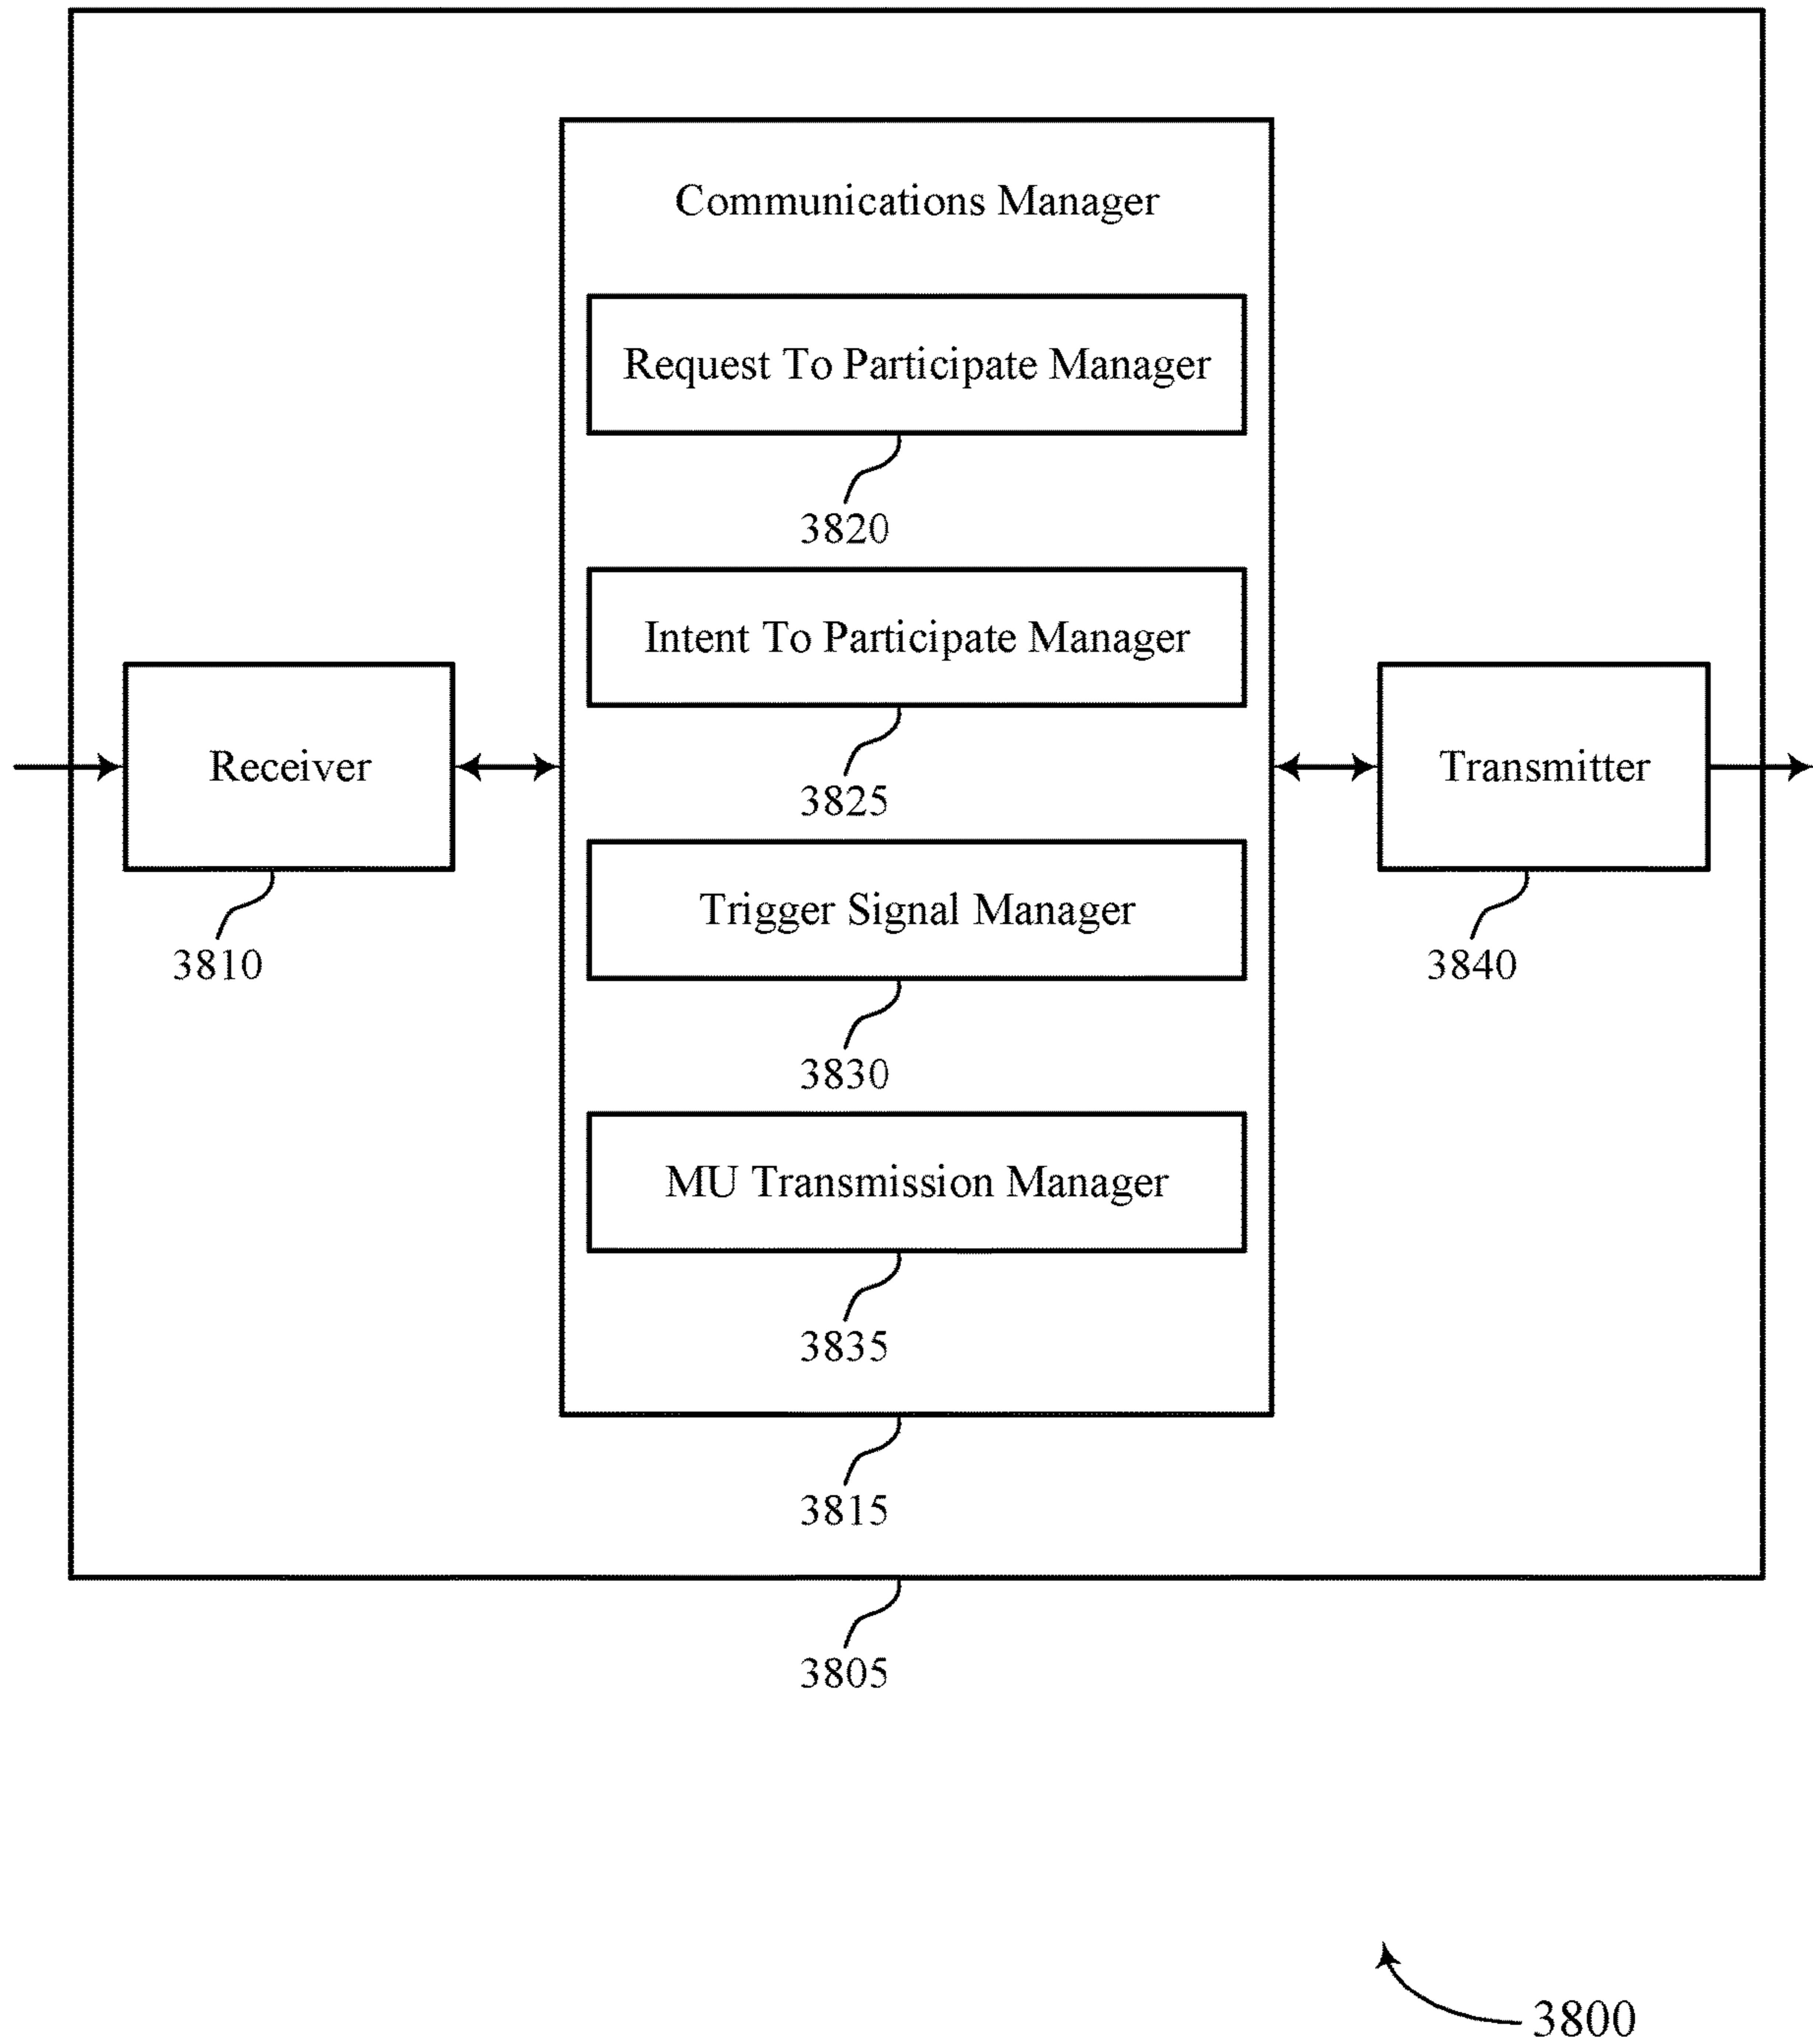 Communications Manager
Request To Participate Manager
3820
Intent To Participate Manager
3825
Receiver
3810
Trigger Signal Manager
3830
MU Transmission Manager
3835
Transmitter
3840
3815
3805
3800